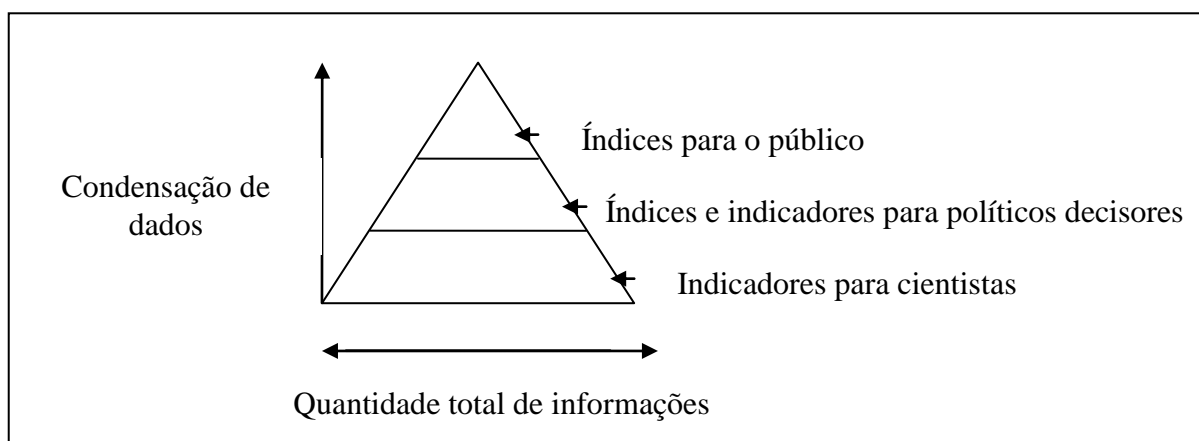 Índices para o público
Condensação de
dados
Índices e indicadores para políticos decisores
Indicadores para cientistas
Quantidade total de informações